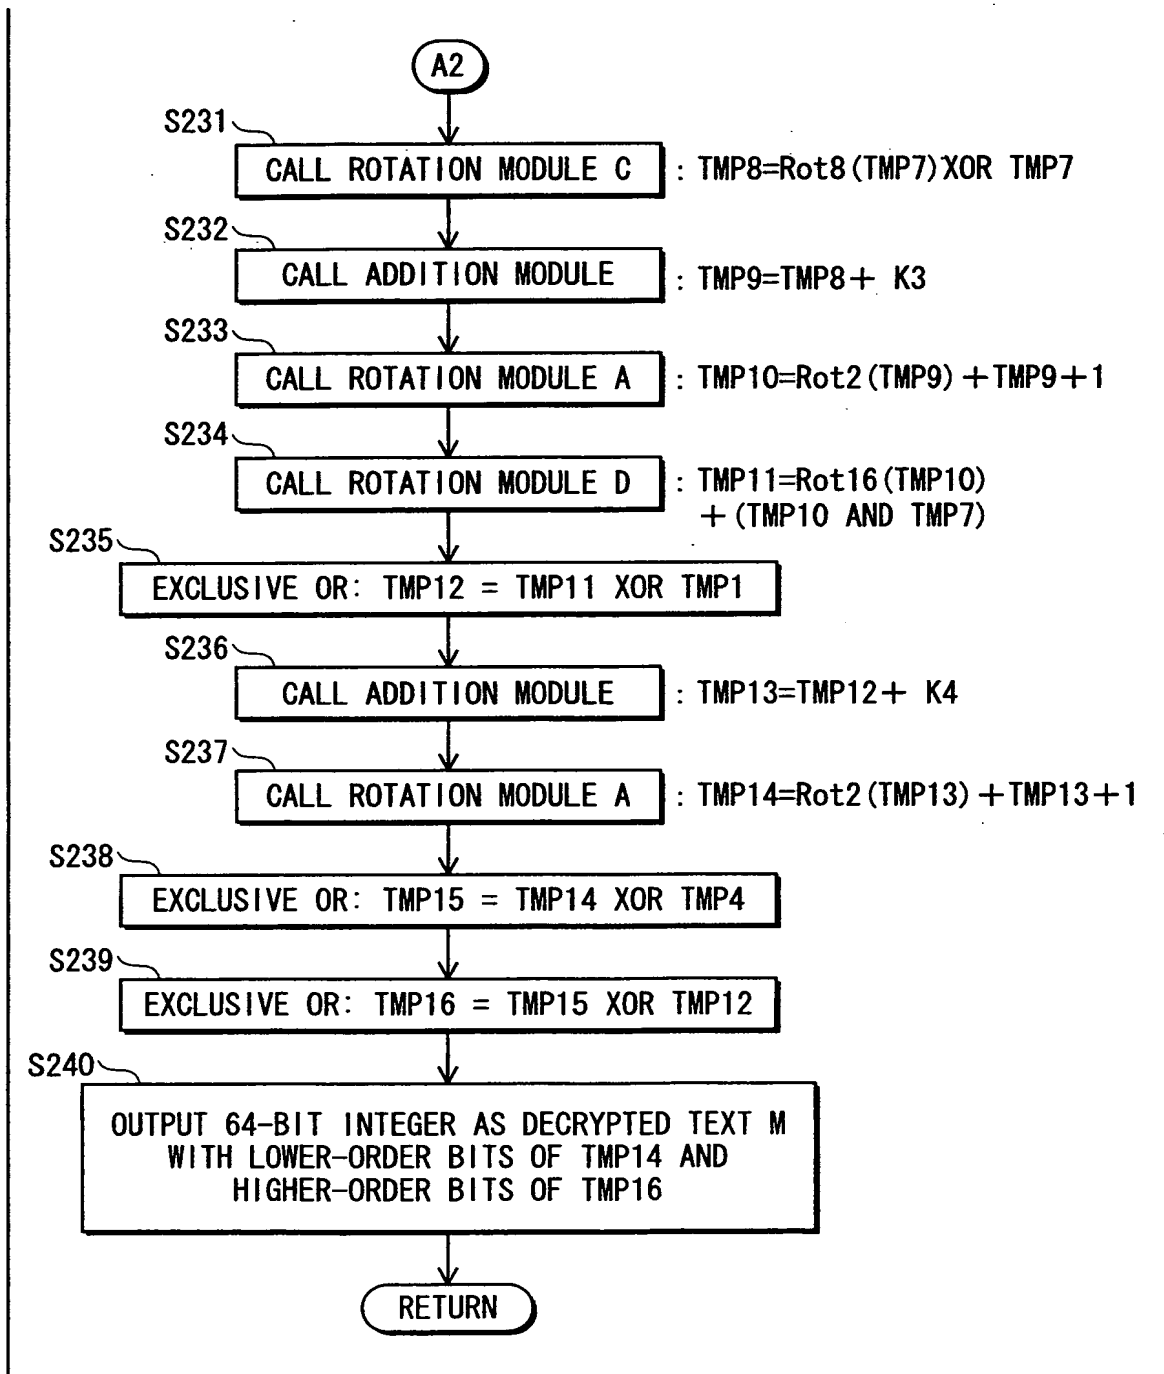 A2
S231
CALL ROTATION MODULE C : TMP8=Rot8(TMP7)XOR TMP7
S232
CALL ADDITION MODULE : TMP9=TMP8+ K3
S233
CALL ROTATION MODULE A : TMP10=Rot2(TMP9)+TMP9+1
S234
CALL ROTATION MODULE D : TMP11=Rot16(TMP10)
+(TMP10 AND TMP7)
S235
EXCLUSIVE OR: TMP12 = TMP11 XOR TMP1
S236
CALL ADDITION MODULE : TMP13=TMP12+ K4
S237
CALL ROTATION MODULE A : TMP14=Rot2(TMP13)+TMP13+1
S238
EXCLUSIVE OR: TMP15 = TMP14 XOR TMP4
S239
EXCLUSIVE OR: TMP16 = TMP15 XOR TMP12
S240
OUTPUT 64-BIT INTEGER AS DECRYPTED TEXT M
WITH LOWER-ORDER BITS OF TMP14 AND
HIGHER-ORDER BITS OF TMP16
RETURN